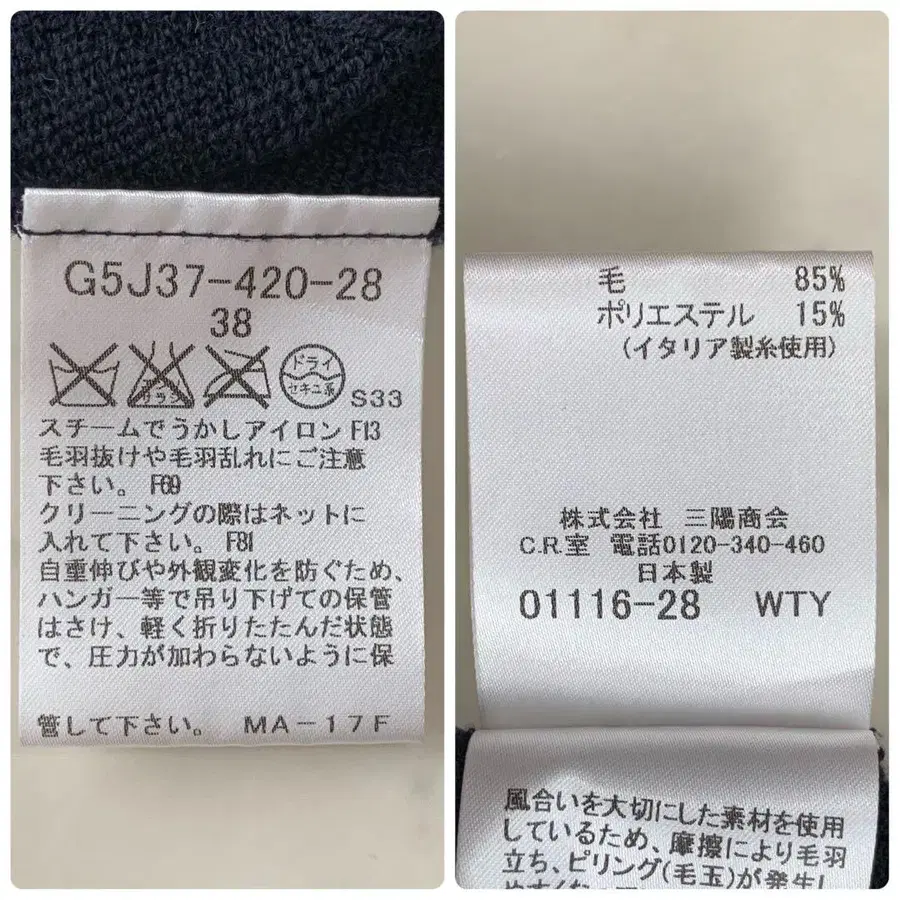 G5J37-420-28
38
サラシ
ドライ
セキユ系
S33
スチームでうかしアイロン F13
毛羽抜けや毛羽乱れにご注意
下さい。 F69
クリーニングの際はネットに
入れて下さい。 F81
自重伸びや外観変化を防ぐため、
ハンガー等で吊り下げての保管
はさけ、軽く折りたたんだ状態
で、圧力が加わらないように保
管して下さい。 MA-17F
毛 85%
ポリエステル 15%
(イタリア製糸使用)
株式会社 三陽商会
C.R.室 電話0120-340-460
日本製
01116-28 WTY
風合いを大切にした素材を使用
しているため、摩擦により毛羽
立ち、ピリング(毛玉)が発生し